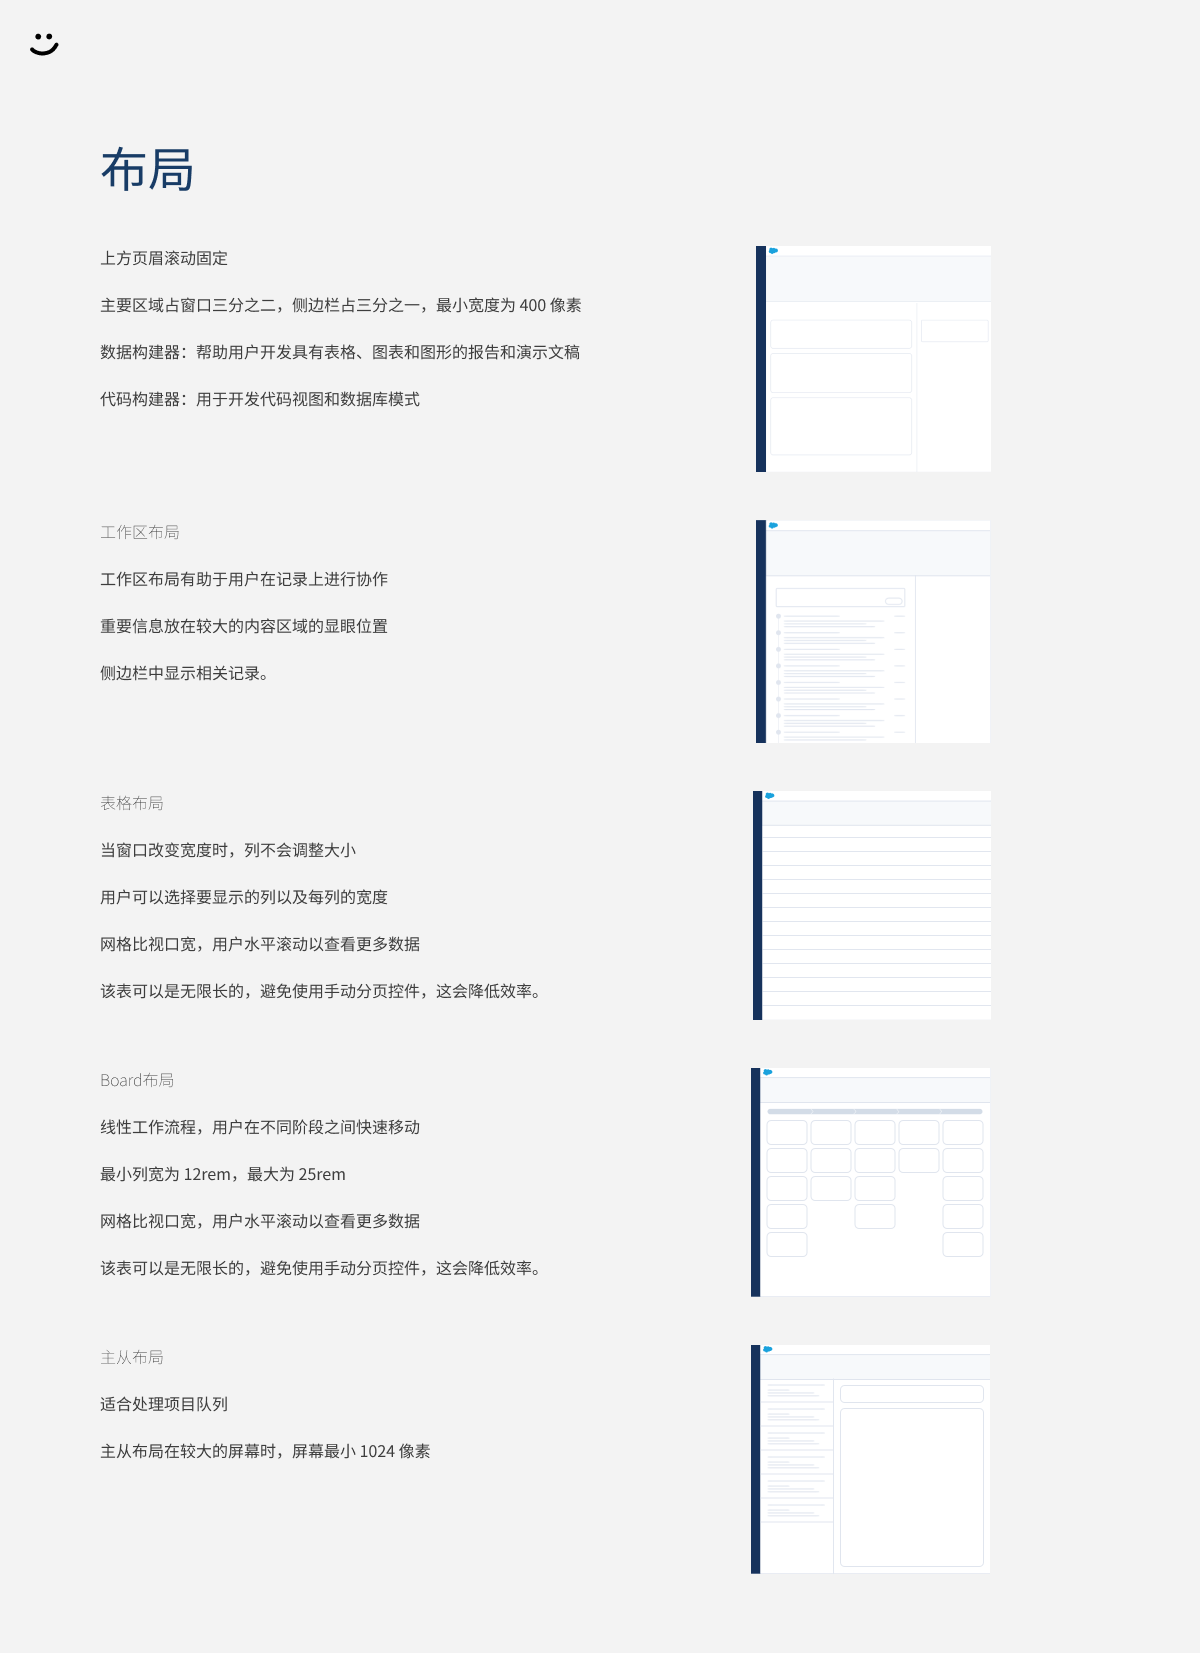 布局
上方页眉滚动固定
主要区域占窗口三分之二，侧边栏占三分之一，最小宽度为 400 像素
数据构建器：帮助用户开发具有表格、图表和图形的报告和演示文稿
代码构建器：用于开发代码视图和数据库模式
工作区布局
工作区布局有助于用户在记录上进行协作
重要信息放在较大的内容区域的显眼位置
侧边栏中显示相关记录。
表格布局
当窗口改变宽度时，列不会调整大小
用户可以选择要显示的列以及每列的宽度
网格比视口宽，用户水平滚动以查看更多数据
该表可以是无限长的，避免使用手动分页控件，这会降低效率。
Board布局
线性工作流程，用户在不同阶段之间快速移动
最小列宽为 12rem，最大为 25rem
网格比视口宽，用户水平滚动以查看更多数据
该表可以是无限长的，避免使用手动分页控件，这会降低效率。
主从布局
适合处理项目队列
主从布局在较大的屏幕时，屏幕最小 1024 像素